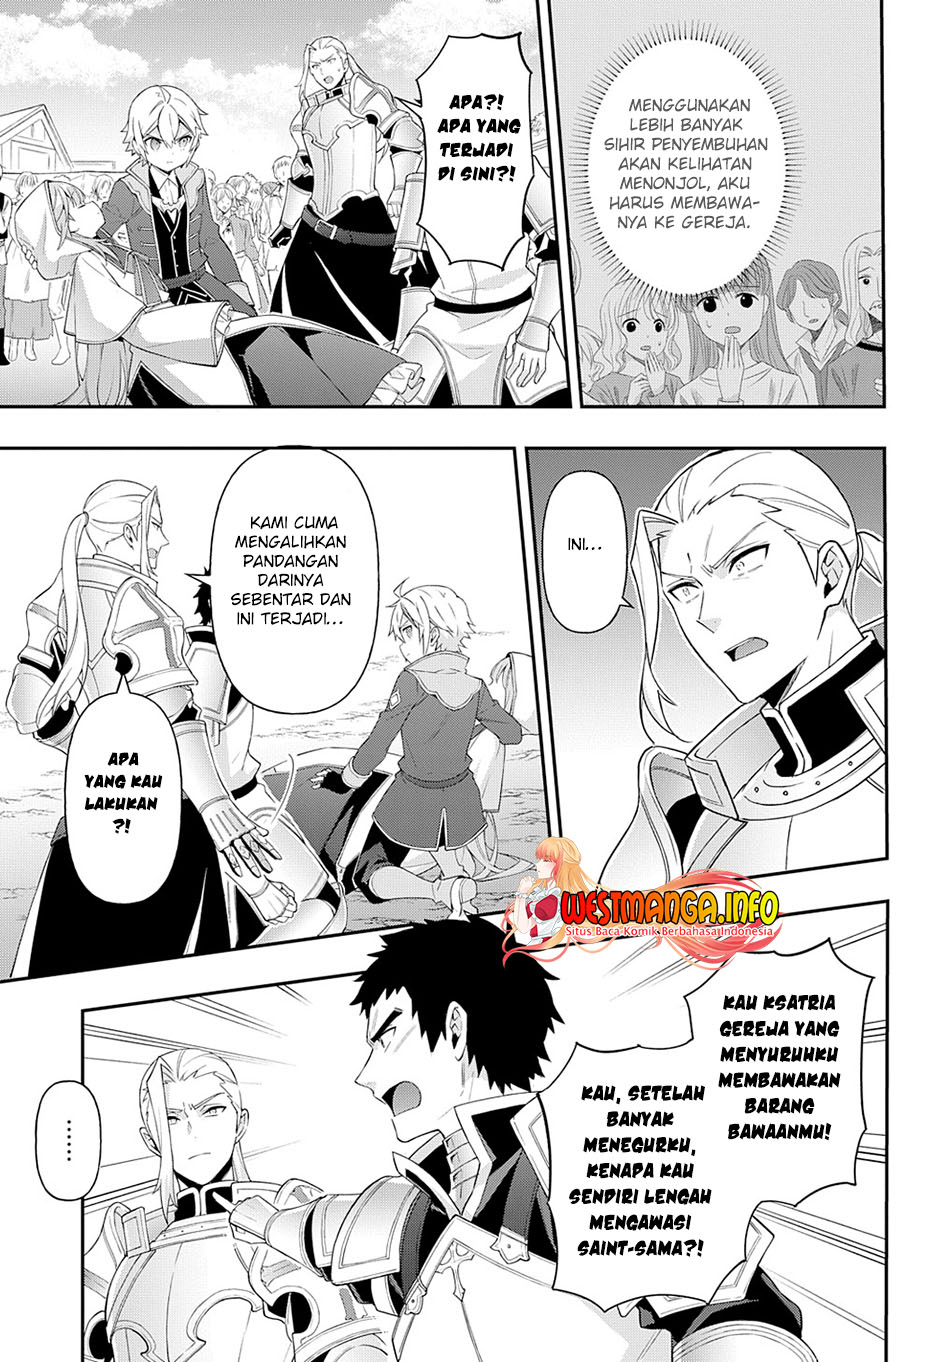 MENGGUNAKAN
LEBIH BANYAK
SIHIR PENYEMBUHAN
AKAN KELIHATAN
MENONJOL, AKU
HARUS MEMBAWA-
NYA KE GEREJA.
APA?!
APA YANG
TERJADI
DI SINI?!
INI...
KAMI CUMA
MENGALIHKAN
PANDANGAN
DARINYA
SEBENTAR DAN
INI TERJADI...
APA
YANG KAU
LAKUKAN
?!
WESTMANGA.INFO
Situs Baca Komik Berbahasa Indonesia
KAU KSATRIA
GEREJA YANG
MENYURUHKU
MEMBAWAKAN
BARANG
BAWAANMU!
KAU, SETELAH
BANYAK
MENEGURKU,
KENAPA KAU
SENDIRI LENGAH
MENGAWASI
SAINT-SAMA?!
......